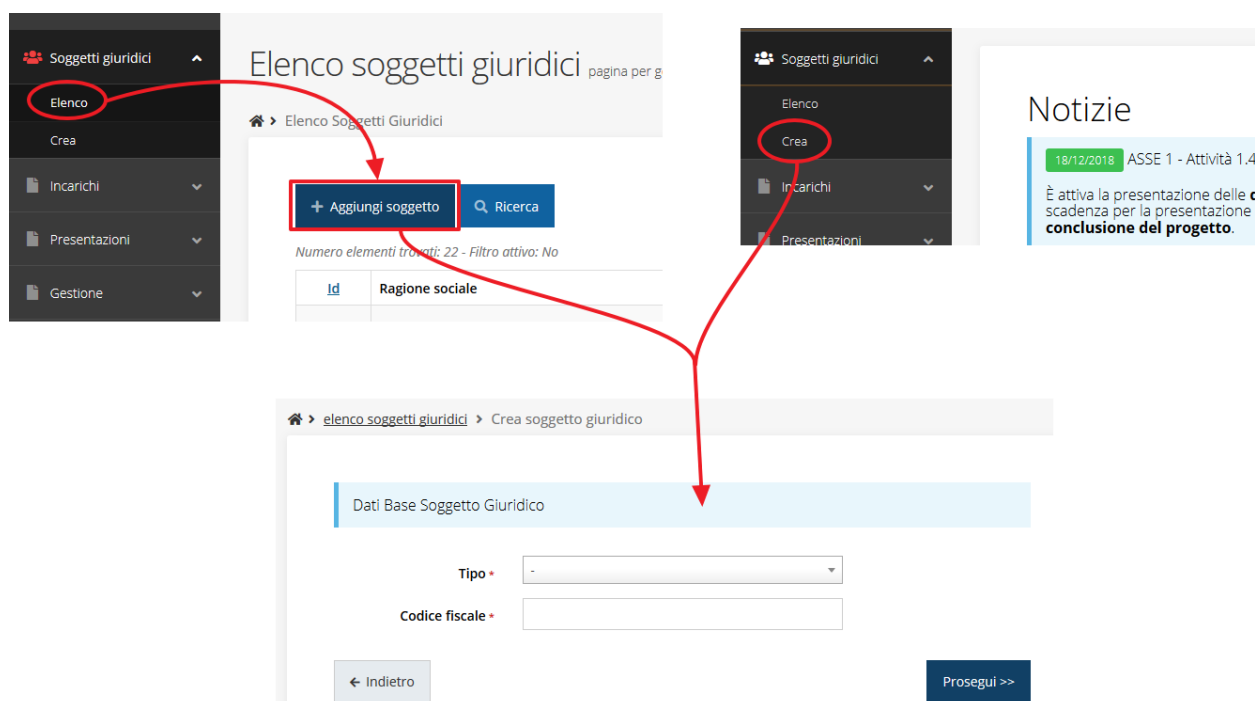 Soggetti giuridici
Elenco
Crea
Incarichi
Presentazioni
Gestione
Elenco soggetti giuridici pagina per g
> Elenco Soggetti Giuridici
+ Aggiungi soggetto
Ricerca
Numero elementi trovati: 22 - Filtro attivo: No
Id Ragione sociale
Soggetti giuridici
Elenco
Crea
Incarichi
Presentazioni
Notizie
18/12/2018 ASSE 1 - Attività 1.4
È attiva la presentazione delle d
scadenza per la presentazione
conclusione del progetto.
> elenco soggetti giuridici > Crea soggetto giuridico
Dati Base Soggetto Giuridico
Tipo * -
Codice fiscale *
← Indietro
Prosegui >>